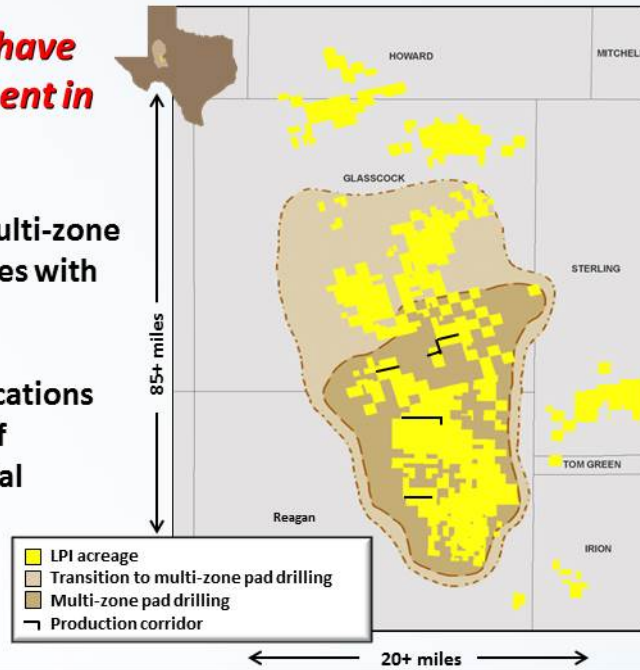 have
ent in
ulti-zone
es with
cations
f
al
85+ miles
HOWARD
MITCHEL
GLASSCOCK
STERLING
TOM GREEN
Reagan
IRION
LPI acreage
Transition to multi-zone pad drilling
Multi-zone pad drilling
Production corridor
20+ miles